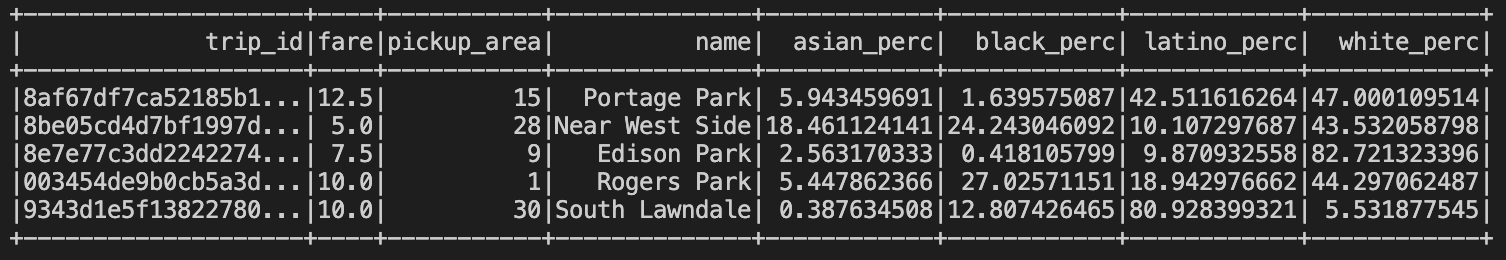 +--------------------+----+-----------+--------------+------------+------------+------------+------------+
|             trip_id|fare|pickup_area|          name|  asian_perc|  black_perc| latino_perc|  white_perc|
+--------------------+----+-----------+--------------+------------+------------+------------+------------+
|8af67df7ca52185b1...|12.5|         15|  Portage Park| 5.943459691| 1.639575087|42.511616264|47.000109514|
|8be05cd4d7bf1997d...| 5.0|         28|Near West Side|18.461124141|24.243046092|10.107297687|43.532058798|
|8e7e77c3dd2242274...| 7.5|          9|   Edison Park| 2.563170333| 0.418105799| 9.870932558|82.721323396|
|003454de9b0cb5a3d...|10.0|          1|   Rogers Park| 5.447862366| 27.02571151|18.942976662|44.297062487|
|9343d1e5f13822780...|10.0|         30|South Lawndale| 0.387634508|12.807426465|80.928399321| 5.531877545|
+--------------------+----+-----------+--------------+------------+------------+------------+------------+